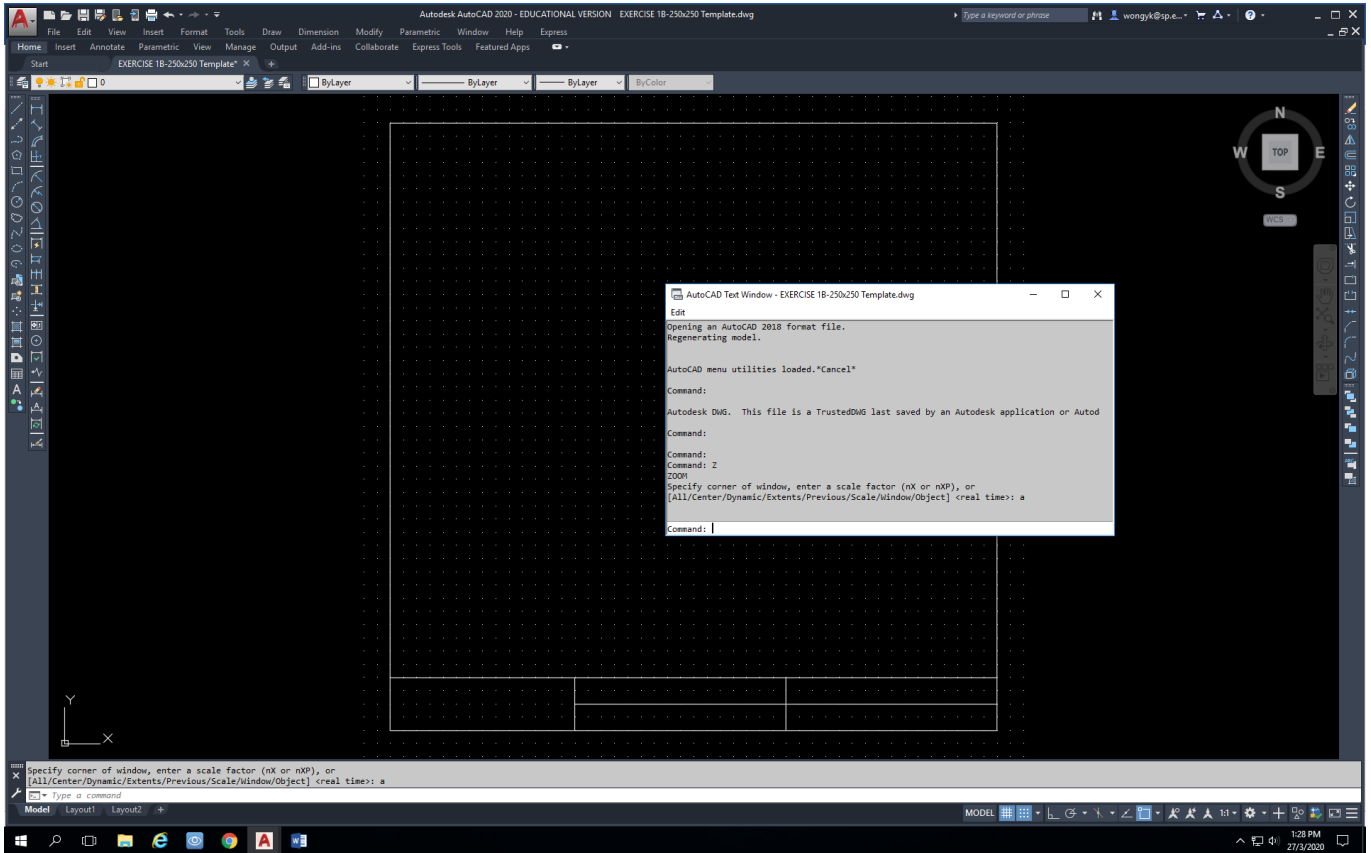 Autodesk AutoCAD 2020 - EDUCATIONAL VERSION EXERCISE 1B-250x250 Template.dwg
Type a keyword or phrase
wongyk@sp.e...
File Edit View Insert Format Tools Draw Dimension Modify Parametric Window Help Express
Home Insert Annotate Parametric View Manage Output Add-ins Collaborate Express Tools Featured Apps
Start EXERCISE 1B-250x250 Template*
0 ByLayer ByLayer ByLayer ByColor
N
W TOP E
S
WCS
AutoCAD Text Window - EXERCISE 1B-250x250 Template.dwg
Edit
Opening an AutoCAD 2018 format file.
Regenerating model.
AutoCAD menu utilities loaded.*Cancel*
Command:
Autodesk DWG. This file is a TrustedDWG last saved by an Autodesk application or Autod
Command:
Command:
Command: Z
ZOOM
Specify corner of window, enter a scale factor (nX or nXP), or
[All/Center/Dynamic/Extents/Previous/Scale/Window/Object] <real time>: a
Command:
Y
X
Specify corner of window, enter a scale factor (nX or nXP), or
[All/Center/Dynamic/Extents/Previous/Scale/Window/Object] <real time>: a
Type a command
Model Layout1 Layout2 +
MODEL 1:1
1:28 PM
27/3/2020